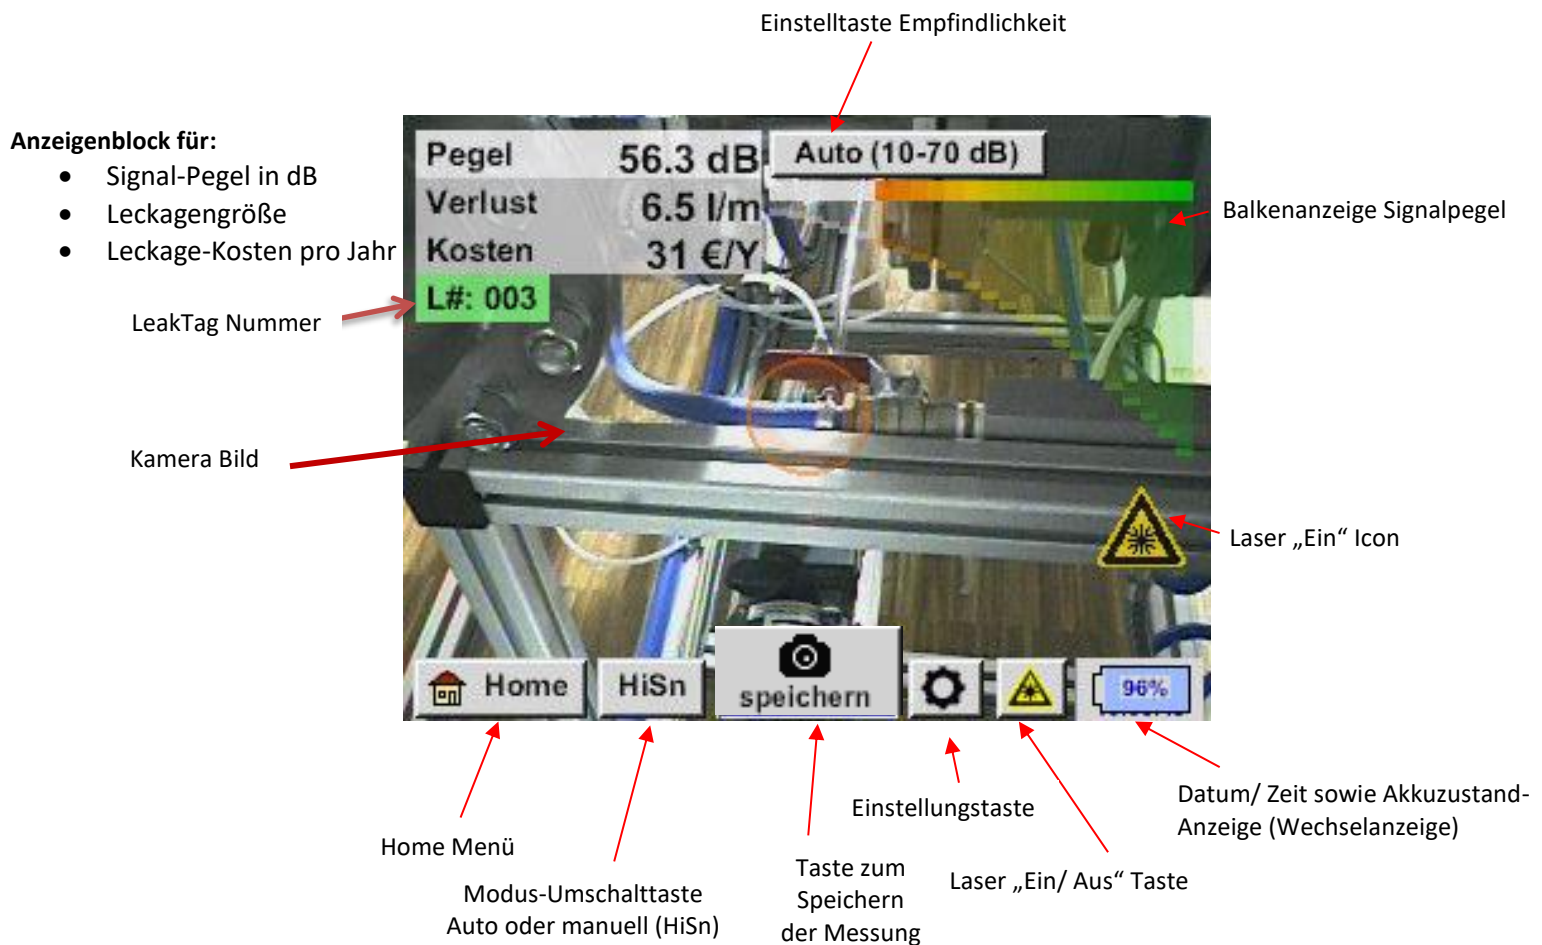 Einstelltaste Empfindlichkeit
Anzeigenblock für:
• Signal-Pegel in dB
• Leckagengröße
• Leckage-Kosten pro Jahr
LeakTag Nummer
Kamera Bild
Pegel 56.3 dB
Verlust 6.5 l/m
Kosten 31 €/Y
L#: 003
Auto (10-70 dB)
Balkenanzeige Signalpegel
Laser „Ein“ Icon
Home
HiSn
speichern
96%
Home Menü
Modus-Umschalttaste
Auto oder manuell (HiSn)
Taste zum
Speichern
der Messung
Einstellungstaste
Laser „Ein/ Aus“ Taste
Datum/ Zeit sowie Akkuzustand-
Anzeige (Wechselanzeige)